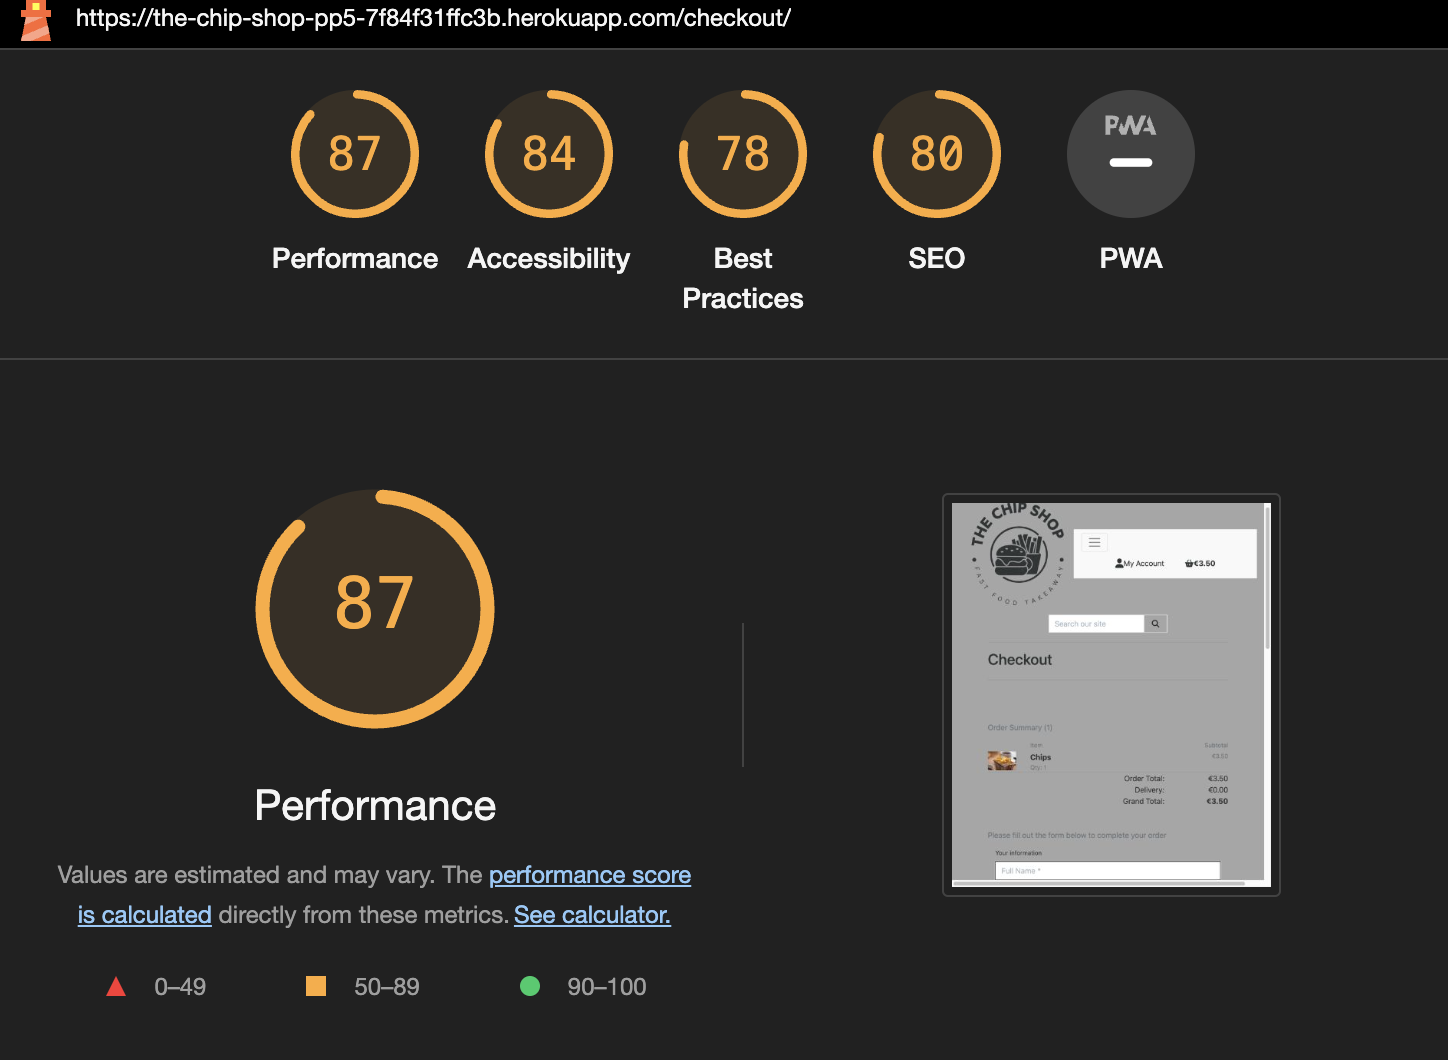 https://the-chip-shop-pp5-7f84f31ffc3b.herokuapp.com/checkout/
87
84
78
80
PWA
Performance
Accessibility
Best
Practices
SEO
PWA
87
Performance
Values are estimated and may vary. The performance score
is calculated directly from these metrics. See calculator.
0–49
50–89
90–100
THE CHIP SHOP
FAST FOOD TAKEAWAY
My Account
€3.50
Search our site
Checkout
Order Summary (1)
Item
Subtotal
Chips
€3.50
Qty: 1
Order Total:
€3.50
Delivery:
€0.00
Grand Total:
€3.50
Please fill out the form below to complete your order
Your information
Full Name *